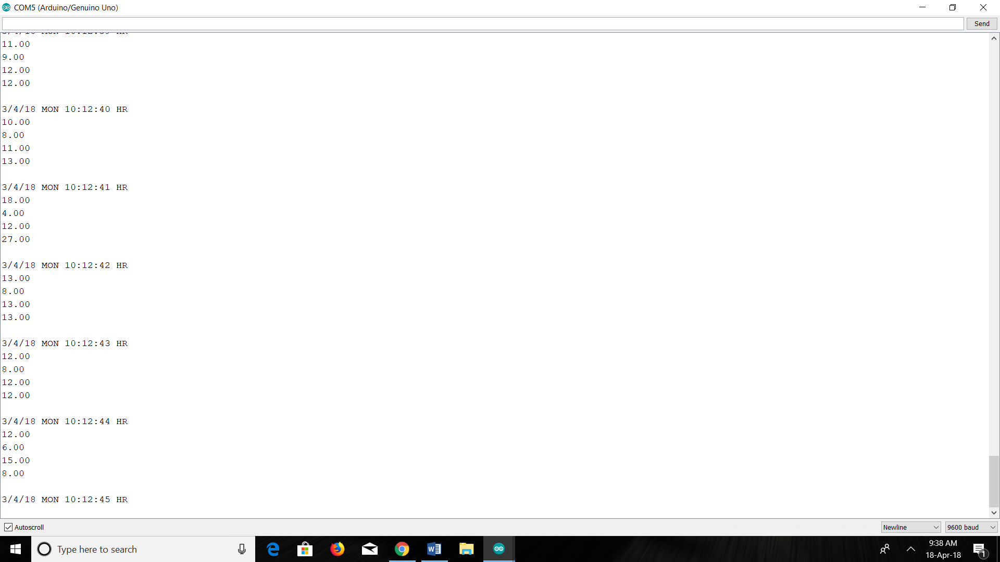 COM5 (Arduino/Genuino Uno)
Send
11.00
9.00
12.00
12.00
3/4/18 MON 10:12:40 HR
10.00
8.00
11.00
13.00
3/4/18 MON 10:12:41 HR
18.00
4.00
12.00
27.00
3/4/18 MON 10:12:42 HR
13.00
8.00
13.00
13.00
3/4/18 MON 10:12:43 HR
12.00
8.00
12.00
12.00
3/4/18 MON 10:12:44 HR
12.00
6.00
15.00
8.00
3/4/18 MON 10:12:45 HR
Autoscroll
Newline
9600 baud
Type here to search
9:38 AM
18-Apr-18
1